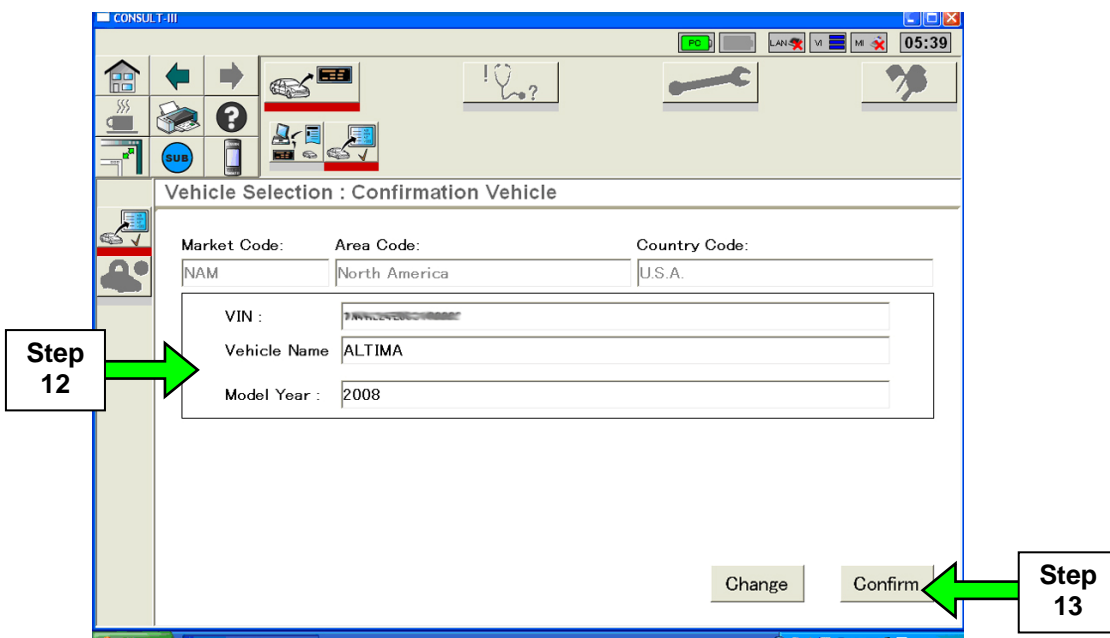 CONSULT-III
PO LAN VI MI 05:39
! ?
?
SUB
Vehicle Selection : Confirmation Vehicle
Market Code: Area Code: Country Code:
NAM North America U.S.A.
VIN :
Vehicle Name ALTIMA
Model Year : 2008
Step
12
Change Confirm
Step
13